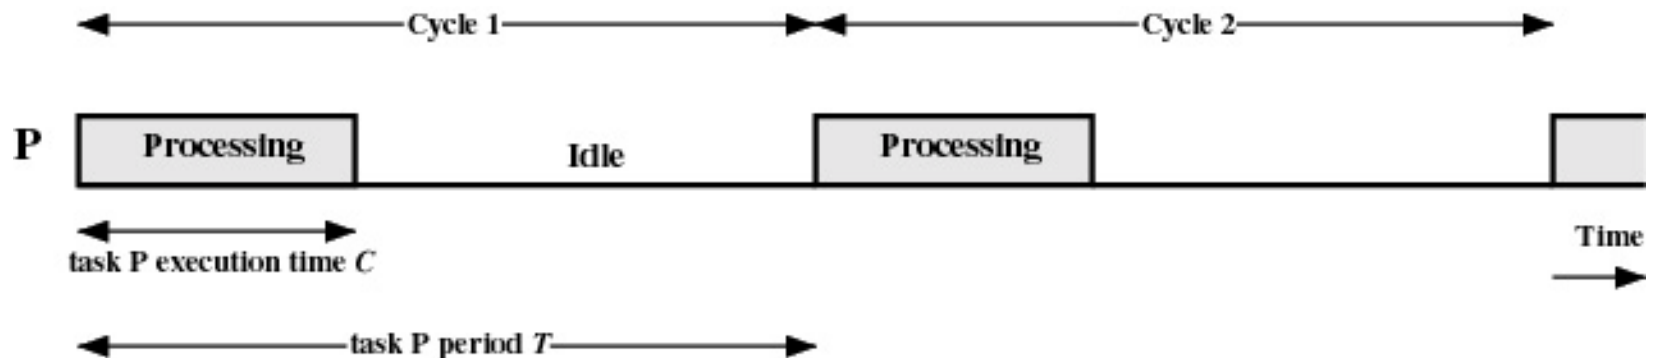 Cycle 1
Cycle 2
P
Processing
Idle
Processing
Time
task P execution time C
task P period T